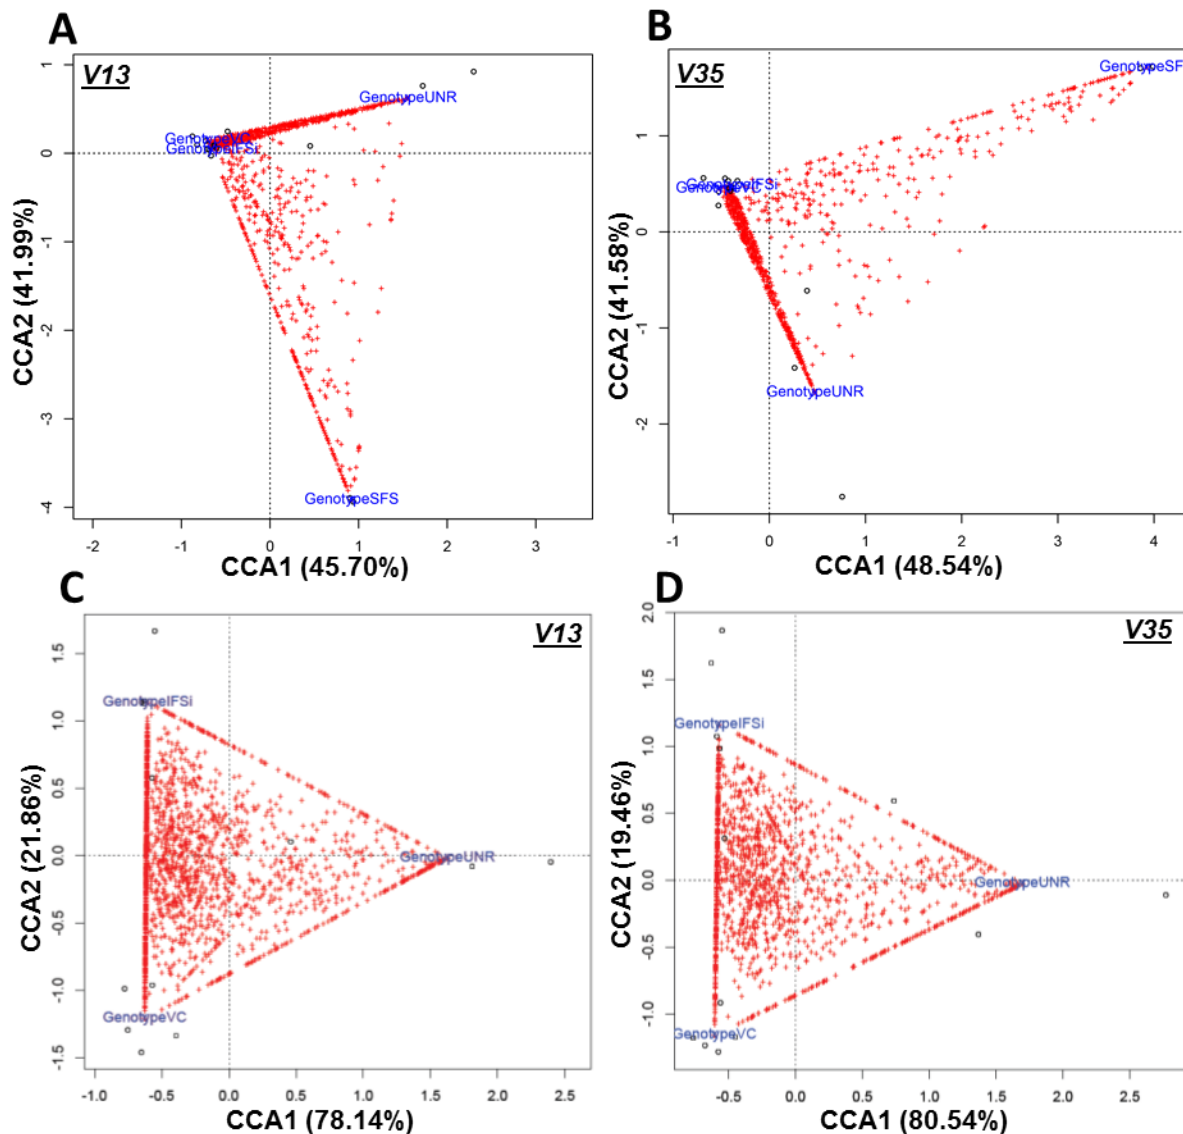 A
V13
GenotypeUNR
GenotypeVC
GenotypeIFSi
GenotypeSFS
1
0
-1
-2
-3
-4
CCA2 (41.99%)
-2
-1
0
1
2
3
CCA1 (45.70%)
B
V35
GenotypeSF
GenotypeIFSi
GenotypeVC
GenotypeUNR
1
0
-1
-2
CCA2 (41.58%)
-1
0
1
2
3
4
CCA1 (48.54%)
C
V13
GenotypeIFSi
GenotypeUNR
GenotypeVC
1.5
1.0
0.5
0.0
-0.5
-1.0
-1.5
CCA2 (21.86%)
-1.0
-0.5
0.0
0.5
1.0
1.5
2.0
2.5
CCA1 (78.14%)
D
V35
GenotypeIFSi
GenotypeUNR
GenotypeVC
2.0
1.5
1.0
0.5
0.0
-0.5
-1.0
CCA2 (19.46%)
-0.5
0.0
0.5
1.0
1.5
2.0
2.5
CCA1 (80.54%)